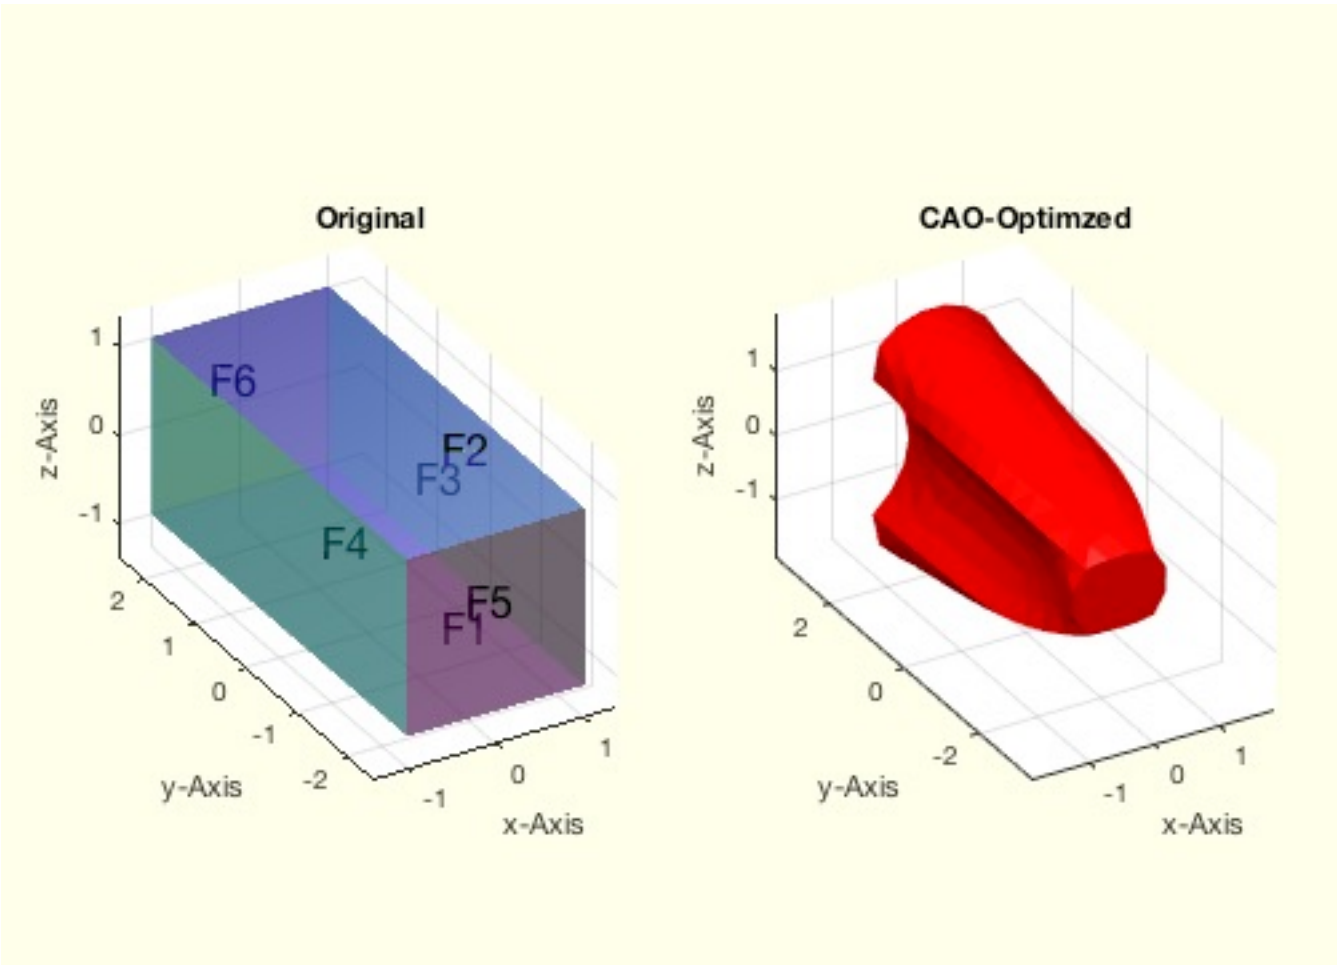 Original
CAO-Optimzed
z-Axis
1
0
-1
F6
F2
F3
F4
F5
F1
2
1
0
-1
-2
y-Axis
-1
0
1
x-Axis
z-Axis
1
0
-1
2
0
-2
y-Axis
-1
0
1
x-Axis